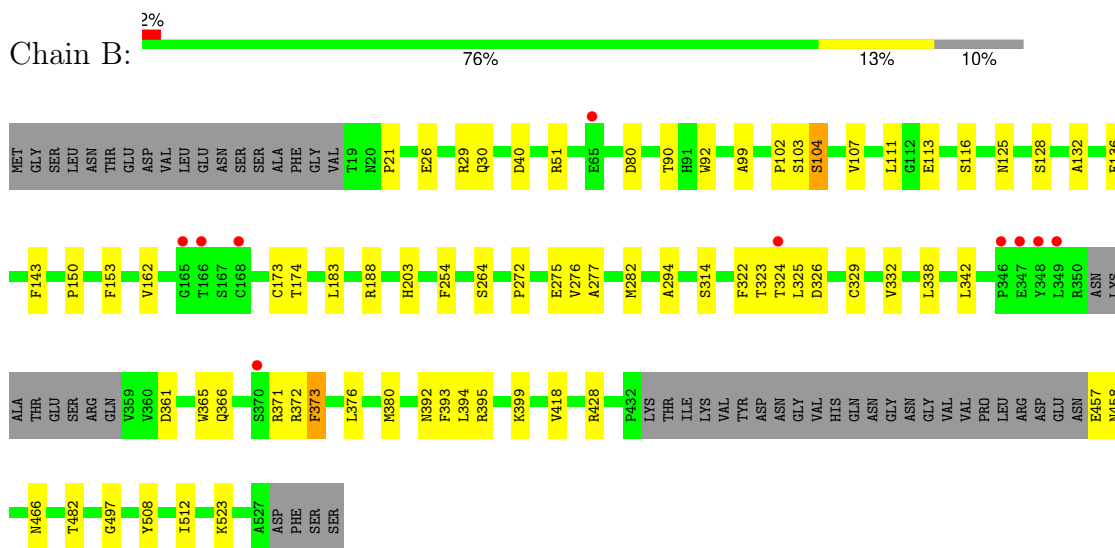 2%
Chain B:
76% 13% 10%
MET GLY SER LEU ASN THR GLU ASP VAL LEU GLU ASN SER SER ALA PHE GLY VAL T19 N20 P21 E26 R29 Q30 D40 R51 E65 D80 T90 H91 W92 A99 P102 S103 S104 V107 L111 G112 E113 S116 N125 S128 A132 E136
F143 P150 F153 V162 G165 T166 S167 C168 C173 T174 L183 R188 H203 F254 S264 P272 E275 V276 A277 M282 A294 S314 F322 T323 T324 L325 D326 C329 V332 L338 L342 P346 E347 Y348 L349 R350 ASN LYS
ALA THR GLU SER ARG GLN V359 V360 D361 W365 Q366 S370 R371 R372 F373 L376 M380 N392 F393 L394 R395 K399 V418 R428 P432 LYS THR ILE LYS VAL TYR ASP ASN GLY VAL HIS GLN ASN GLY ASN GLY VAL VAL PRO LEU ARG ASP GLU ASN E457
N466 T482 G497 Y508 I512 K523 A527 ASP PHE SER SER